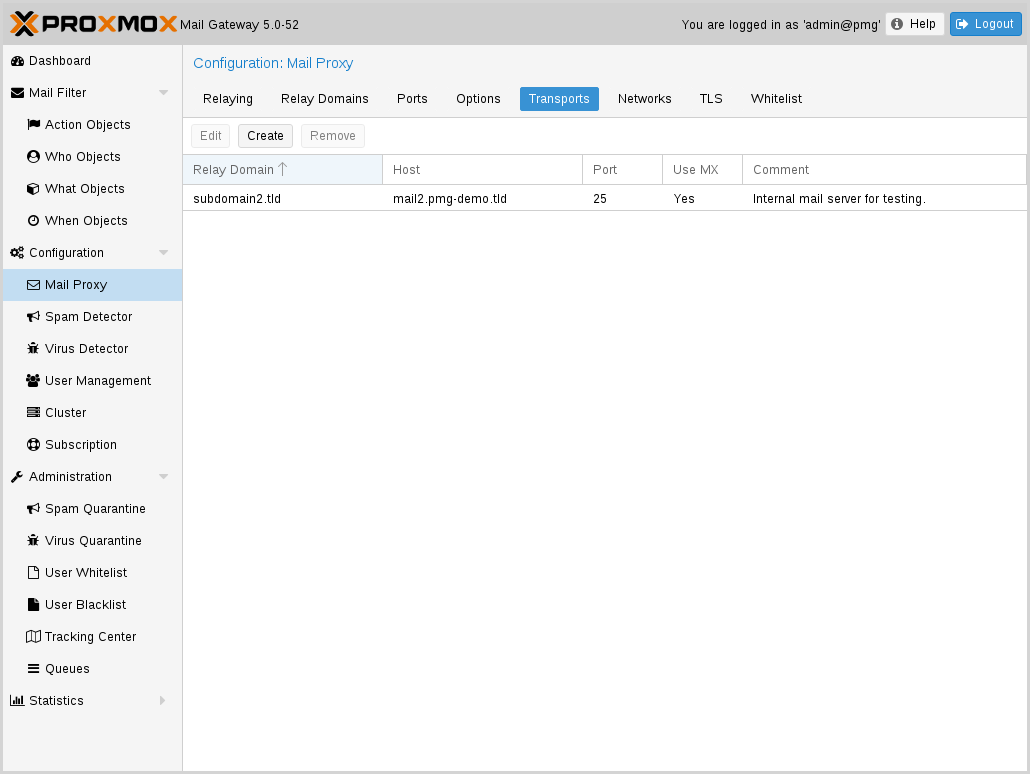 PROXMOX Mail Gateway 5.0-52 You are logged in as 'admin@pmg' Help Logout
Dashboard
Mail Filter
Action Objects
Who Objects
What Objects
When Objects
Configuration
Mail Proxy
Spam Detector
Virus Detector
User Management
Cluster
Subscription
Administration
Spam Quarantine
Virus Quarantine
User Whitelist
User Blacklist
Tracking Center
Queues
Statistics
Configuration: Mail Proxy
Relaying Relay Domains Ports Options Transports Networks TLS Whitelist
Edit Create Remove
Relay Domain Host Port Use MX Comment
subdomain2.tld mail2.pmg-demo.tld 25 Yes Internal mail server for testing.